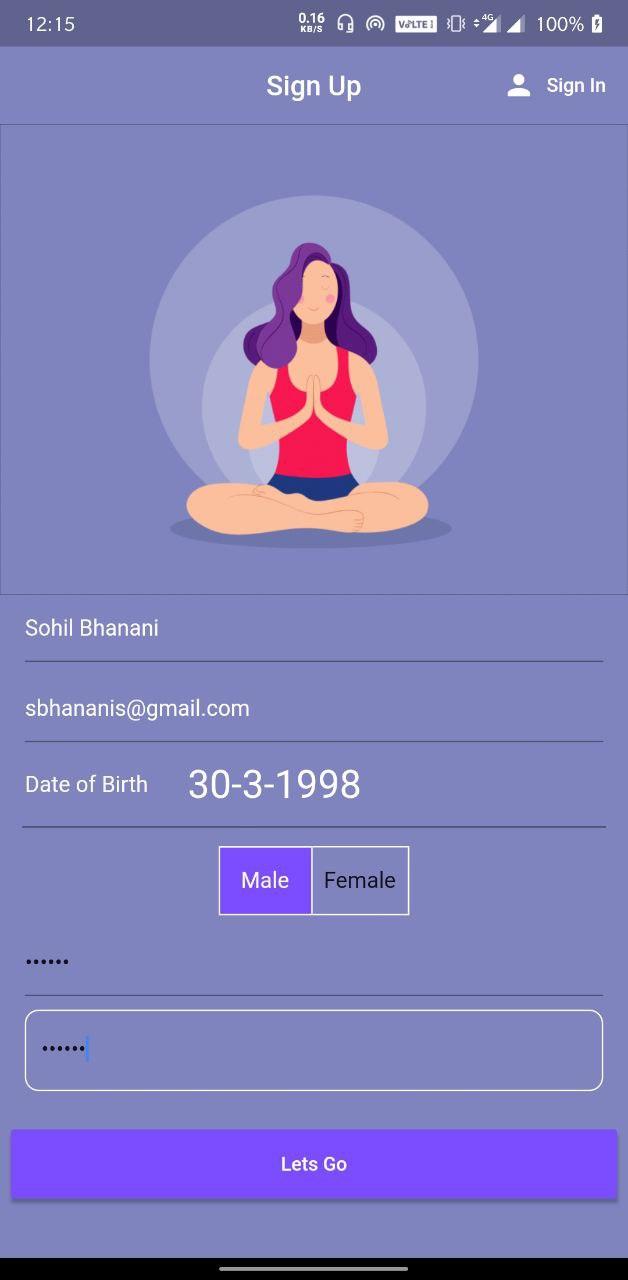 12:15 0.16 KB/S VoLTE 4G 100%
Sign Up Sign In
Sohil Bhanani
sbhananis@gmail.com
Date of Birth 30-3-1998
Male Female
••••••
••••••
Lets Go